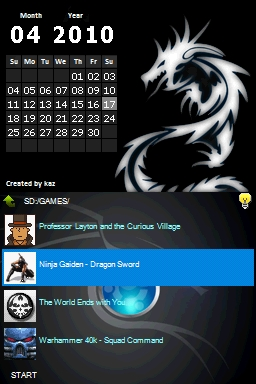 Month Year
04 2010
Su Mo Tu We Th Fr Sa
01 02 03
04 05 06 07 08 09 10
11 12 13 14 15 16 17
18 19 20 21 22 23 24
25 26 27 28 29 30
Created by kaz
SD:/GAMES/
Professor Layton and the Curious Village
Ninja Gaiden - Dragon Sword
The World Ends with You
Warhammer 40k - Squad Command
START